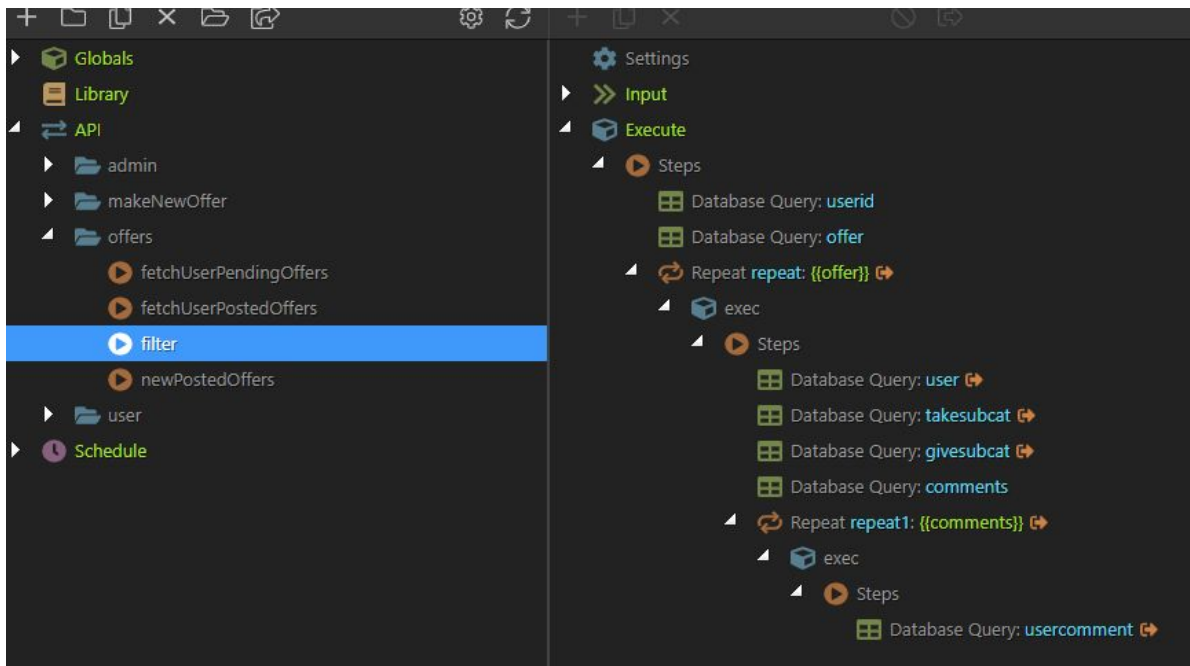 Globals
Library
API
admin
makeNewOffer
offers
fetchUserPendingOffers
fetchUserPostedOffers
filter
newPostedOffers
user
Schedule
Settings
Input
Execute
Steps
Database Query: userid
Database Query: offer
Repeat repeat: {{offer}}
exec
Steps
Database Query: user
Database Query: takesubcat
Database Query: givesubcat
Database Query: comments
Repeat repeat1: {{comments}}
exec
Steps
Database Query: usercomment